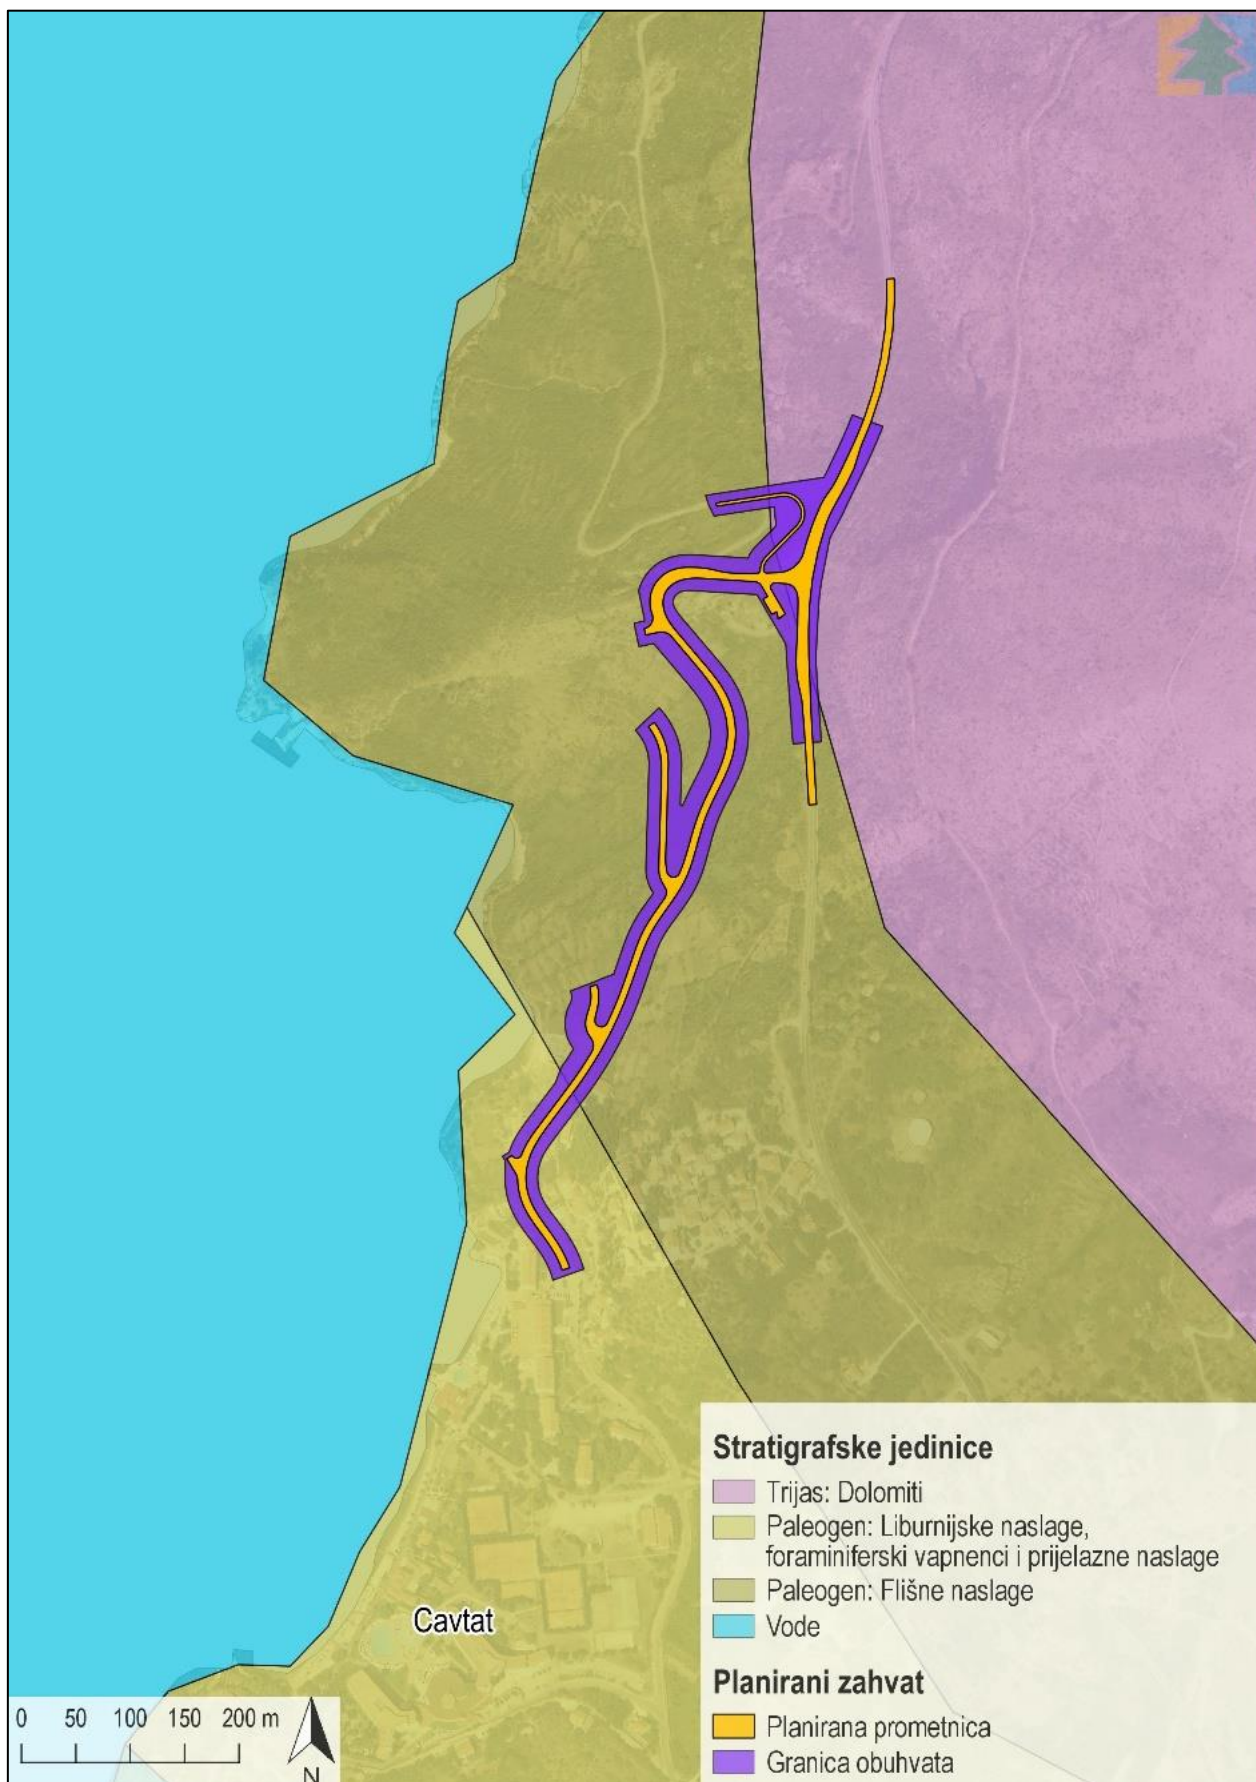 Stratigrafske jedinice
Trijas: Dolomiti
Paleogen: Liburnijske naslage,
foraminiferski vapnenci i prijelazne naslage
Paleogen: Flišne naslage
Cavtat
Vode
Planirani zahvat
0 50 100 150 200 m
Planirana prometnica
Granica obuhvata
N